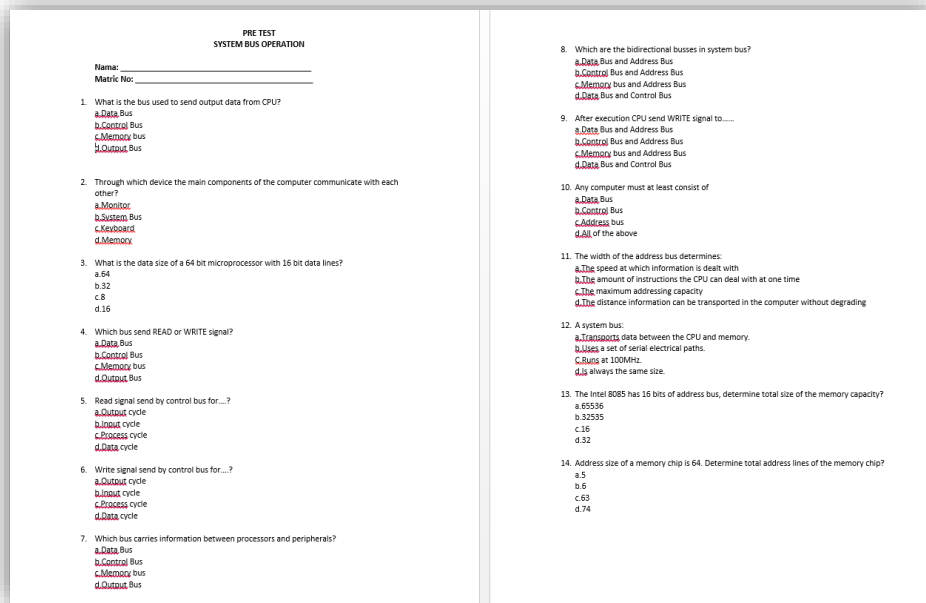 PRE TEST
SYSTEM BUS OPERATION
Nama: ______________________________
Matric No: ______________________________
1. What is the bus used to send output data from CPU?
a.Data Bus
b.Control Bus
c.Memory bus
d.Output Bus
2. Through which device the main components of the computer communicate with each
other?
a.Monitor
b.System Bus
c.Keyboard
d.Memory
3. What is the data size of a 64 bit microprocessor with 16 bit data lines?
a.64
b.32
c.8
d.16
4. Which bus send READ or WRITE signal?
a.Data Bus
b.Control Bus
c.Memory bus
d.Output Bus
5. Read signal send by control bus for....?
a.Output cycle
b.Input cycle
c.Process cycle
d.Data cycle
6. Write signal send by control bus for....?
a.Output cycle
b.Input cycle
c.Process cycle
d.Data cycle
7. Which bus carries information between processors and peripherals?
a.Data Bus
b.Control Bus
c.Memory bus
d.Output Bus
8. Which are the bidirectional busses in system bus?
a.Data Bus and Address Bus
b.Control Bus and Address Bus
c.Memory bus and Address Bus
d.Data Bus and Control Bus
9. After execution CPU send WRITE signal to......
a.Data Bus and Address Bus
b.Control Bus and Address Bus
c.Memory bus and Address Bus
d.Data Bus and Control Bus
10. Any computer must at least consist of
a.Data Bus
b.Control Bus
c.Address bus
d.All of the above
11. The width of the address bus determines:
a.The speed at which information is dealt with
b.The amount of instructions the CPU can deal with at one time
c.The maximum addressing capacity
d.The distance information can be transported in the computer without degrading
12. A system bus:
a.Transports data between the CPU and memory.
b.Uses a set of serial electrical paths.
C.Runs at 100MHz.
d.Is always the same size.
13. The Intel 8085 has 16 bits of address bus, determine total size of the memory capacity?
a.65536
b.32535
c.16
d.32
14. Address size of a memory chip is 64. Determine total address lines of the memory chip?
a.5
b.6
c.63
d.74